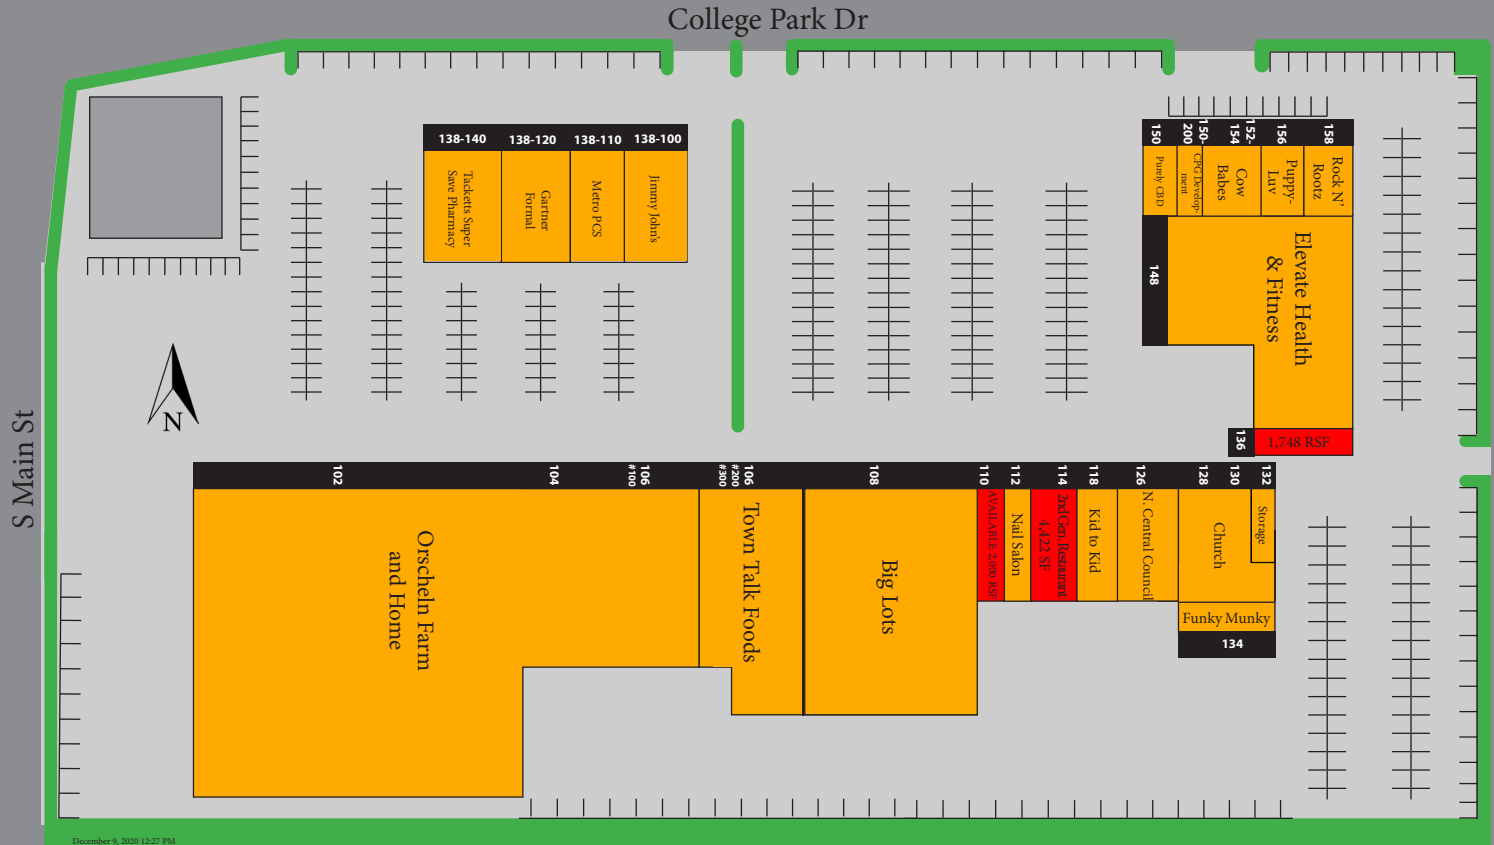 College Park Dr
138-140
138-120
138-110
138-100
Tacketts Super
Save Pharmacy
Gartner
Formal
Metro PCS
Jimmy John's
150
150-
200
152-
154
156
158
Purely CBD
CPG Develop-
ment
Cow
Babes
Puppy-
Luv
Rock N'
Rootz
148
Elevate Health
& Fitness
136
1,748 RSF
N
S Main St
102
104
106
#100
106
#200
#300
108
110
112
114
118
126
128
130
132
Orscheln Farm
and Home
Town Talk Foods
Big Lots
AVAILABLE 2,000 RSF
Nail Salon
2nd Gen. Restaurant
4,422 SF
Kid to Kid
N. Central Council
Church
Storage
Funky Munky
134
December 9, 2020 12:27 PM